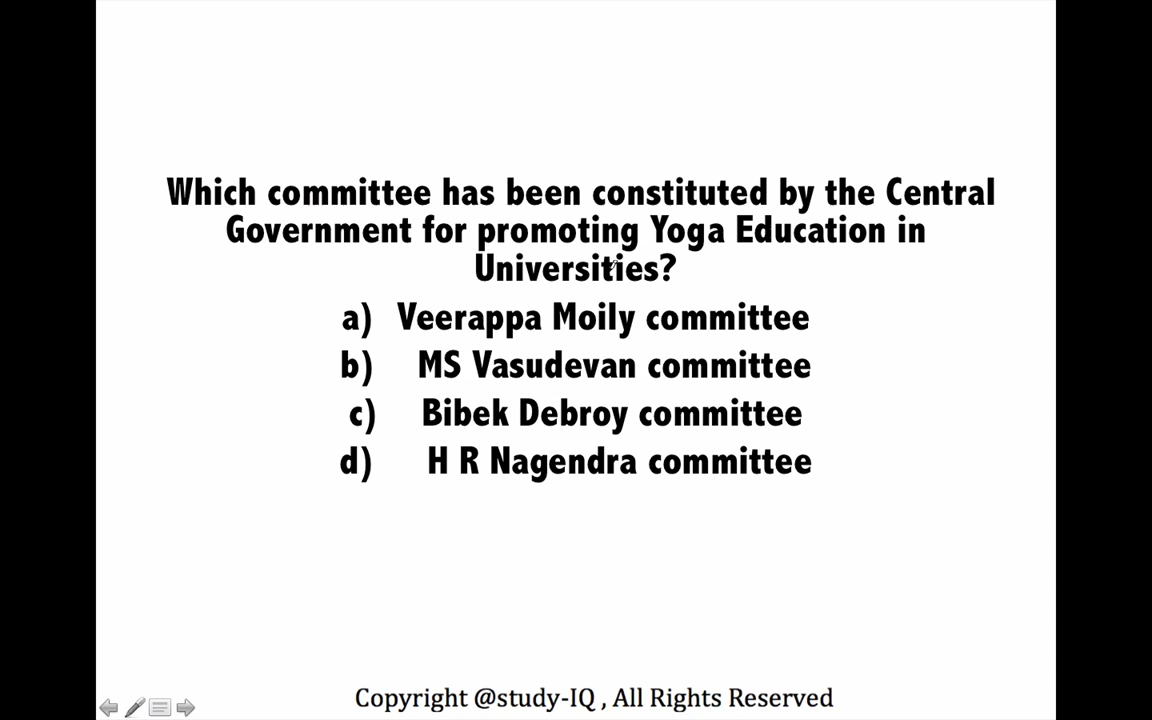 Which committee has been constituted by the Central
Government for promoting Yoga Education in
Universities?
a) Veerappa Moily committee
b) MS Vasudevan committee
c) Bibek Debroy committee
d) H R Nagendra committee
Copyright @study-IQ , All Rights Reserved